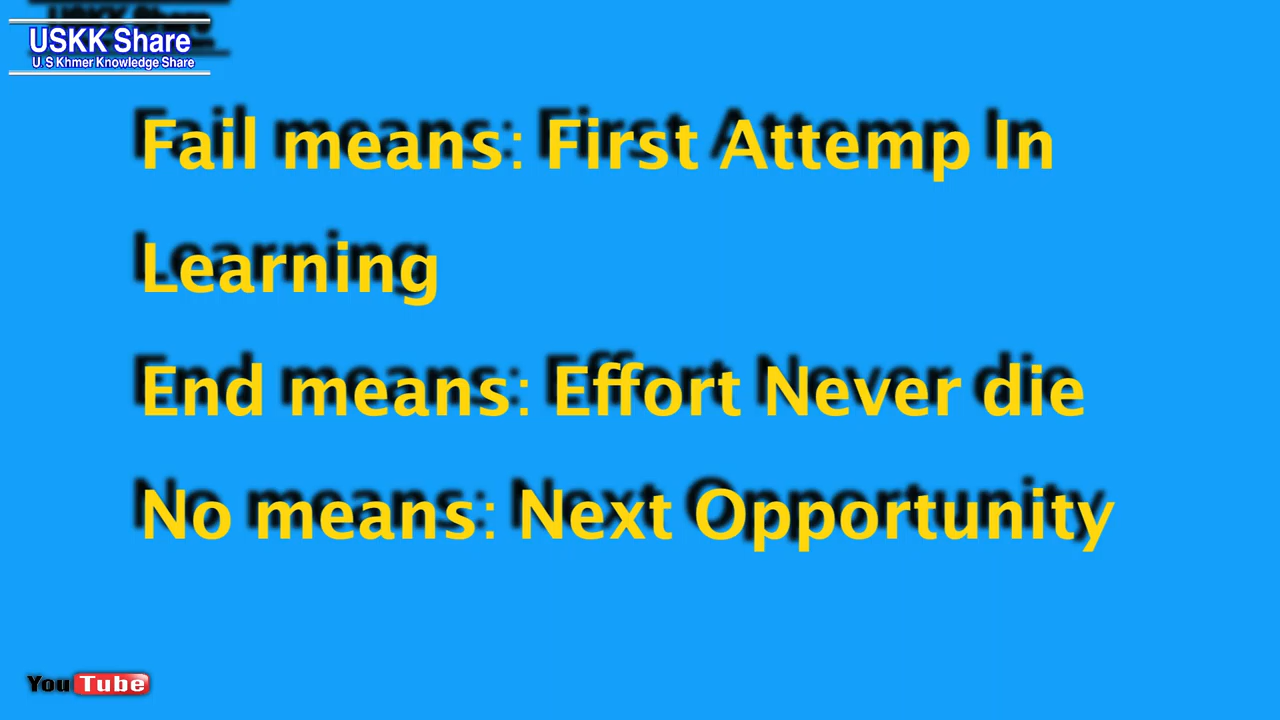 USKK Share
U S Khmer Knowledge Share
Fail means: First Attemp In
Learning
End means: Effort Never die
No means: Next Opportunity
YouTube